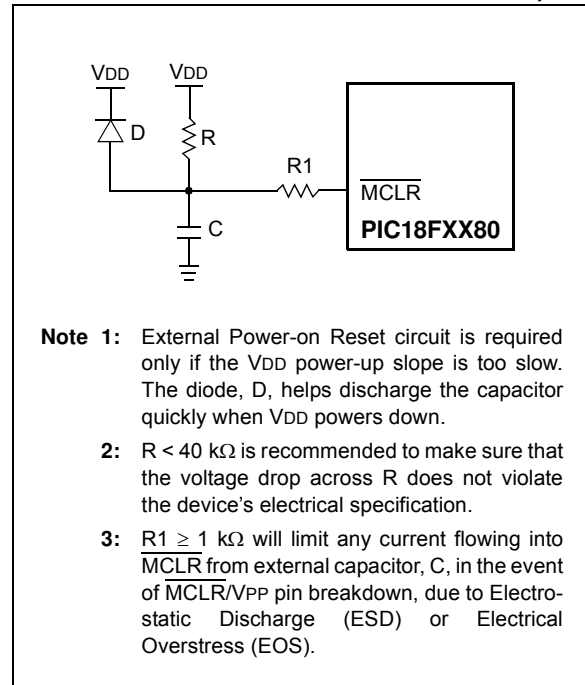 VDD VDD
D
R
R1
MCLR
C
PIC18FXX80
Note 1: External Power-on Reset circuit is required
only if the VDD power-up slope is too slow.
The diode, D, helps discharge the capacitor
quickly when VDD powers down.
2: R < 40 kΩ is recommended to make sure that
the voltage drop across R does not violate
the device's electrical specification.
3: R1 ≥ 1 kΩ will limit any current flowing into
MCLR from external capacitor, C, in the event
of MCLR/VPP pin breakdown, due to Electro-
static Discharge (ESD) or Electrical
Overstress (EOS).